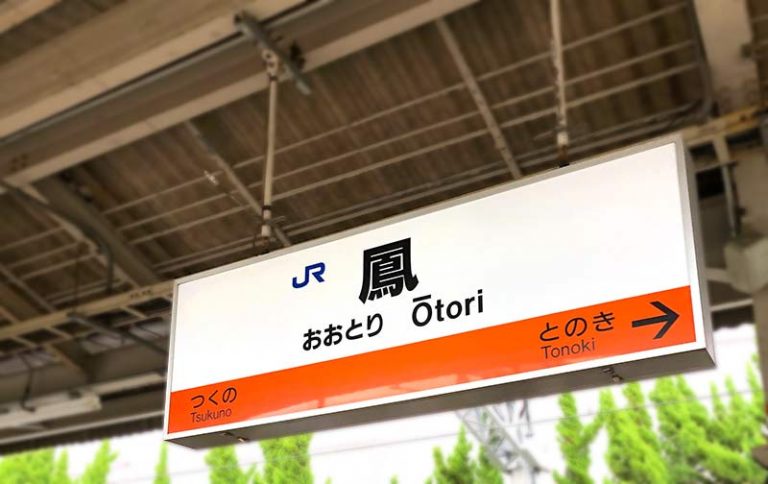 JR 鳳
おおとり Ōtori
つくの
Tsukuno
とのき →
Tonoki